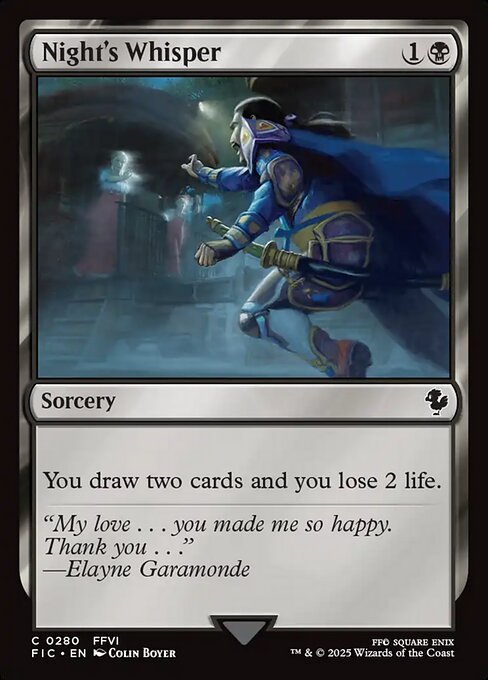 Night's Whisper 1
Sorcery
You draw two cards and you lose 2 life.
“My love . . . you made me so happy.
Thank you . . .”
—Elayne Garamonde
C 0280 FFVI
FIC • EN Colin Boyer
FF© SQUARE ENIX
™ & © 2025 Wizards of the Coast